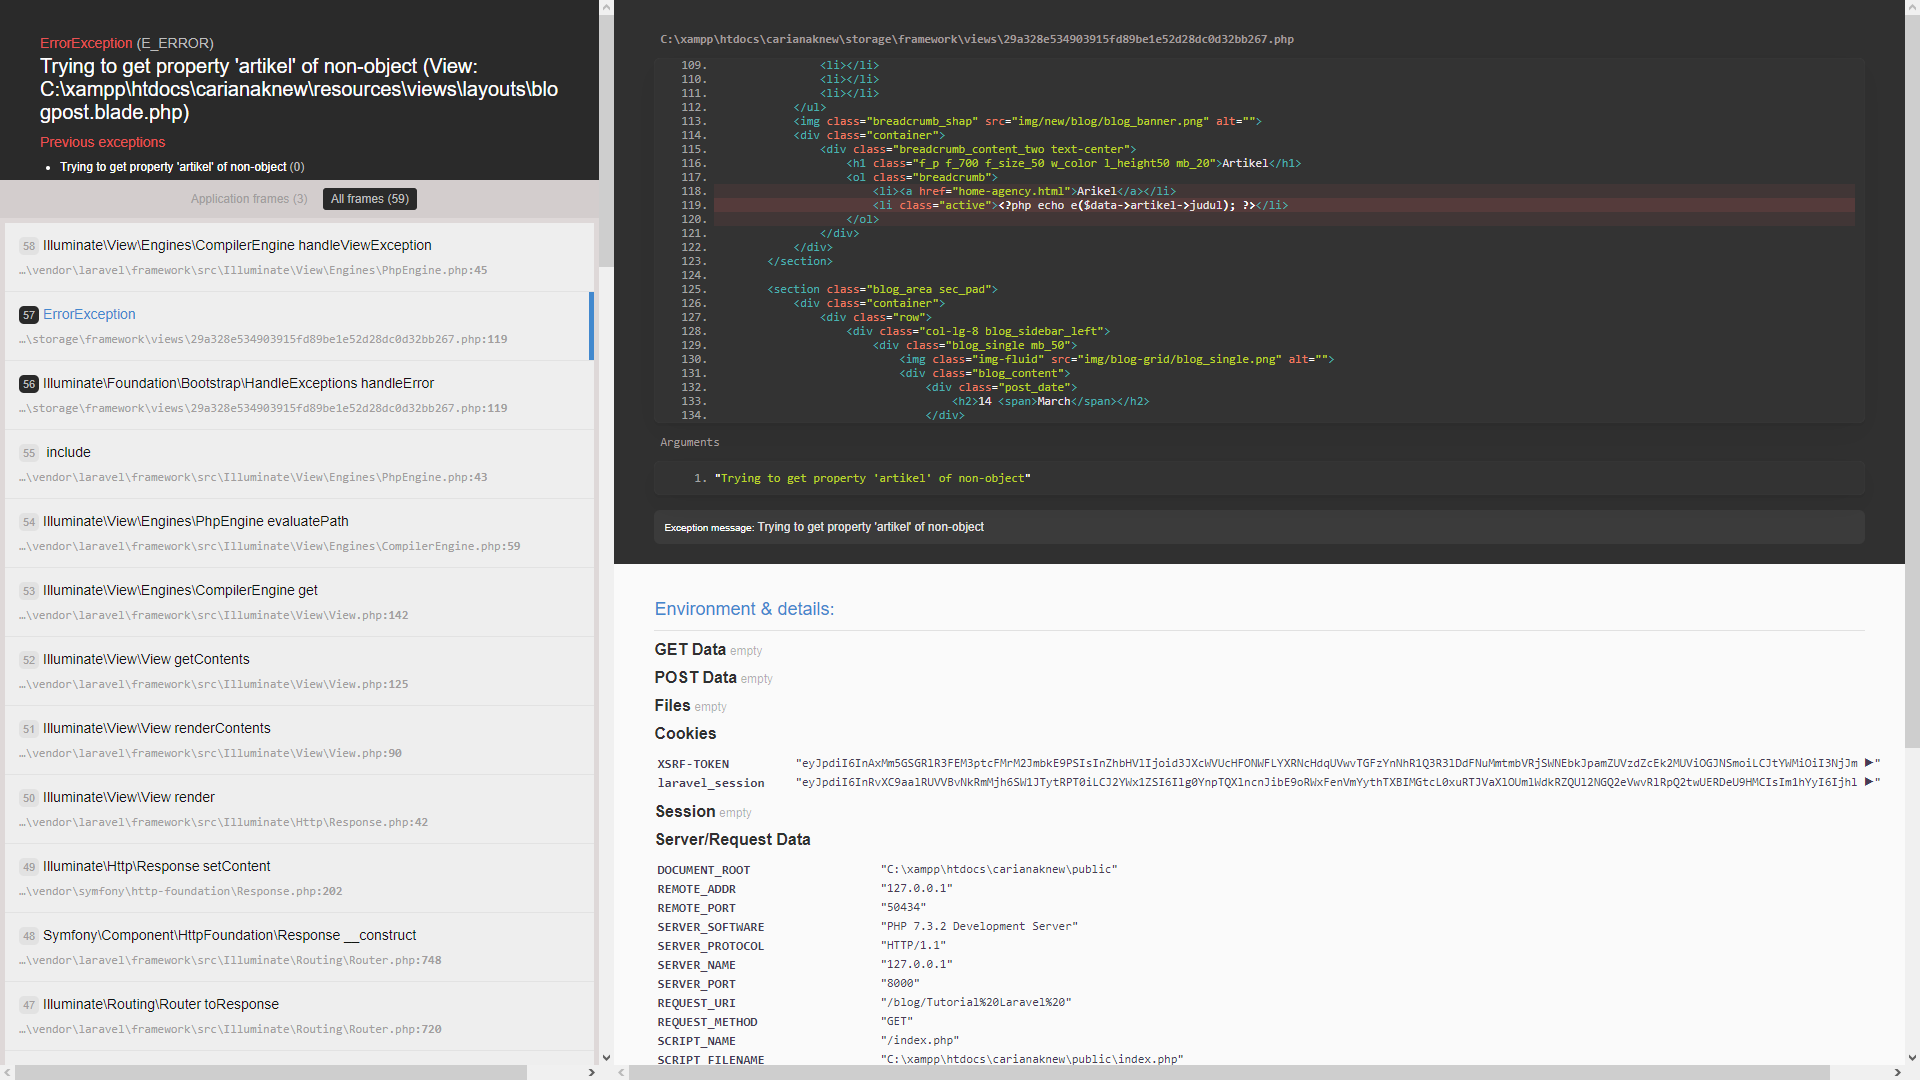 ErrorException (E_ERROR)
Trying to get property 'artikel' of non-object (View:
C:\xampp\htdocs\carianaknew\resources\views\layouts\blo
gpost.blade.php)
Previous exceptions
• Trying to get property 'artikel' of non-object (0)
Application frames (3) All frames (59)
58 Illuminate\View\Engines\CompilerEngine handleViewException
…\vendor\laravel\framework\src\Illuminate\View\Engines\PhpEngine.php:45
57 ErrorException
…\storage\framework\views\29a328e534903915fd89be1e52d28dc0d32bb267.php:119
56 Illuminate\Foundation\Bootstrap\HandleExceptions handleError
…\storage\framework\views\29a328e534903915fd89be1e52d28dc0d32bb267.php:119
55 include
…\vendor\laravel\framework\src\Illuminate\View\Engines\PhpEngine.php:43
54 Illuminate\View\Engines\PhpEngine evaluatePath
…\vendor\laravel\framework\src\Illuminate\View\Engines\CompilerEngine.php:59
53 Illuminate\View\Engines\CompilerEngine get
…\vendor\laravel\framework\src\Illuminate\View\View.php:142
52 Illuminate\View\View getContents
…\vendor\laravel\framework\src\Illuminate\View\View.php:125
51 Illuminate\View\View renderContents
…\vendor\laravel\framework\src\Illuminate\View\View.php:90
50 Illuminate\View\View render
…\vendor\laravel\framework\src\Illuminate\Http\Response.php:42
49 Illuminate\Http\Response setContent
…\vendor\symfony\http-foundation\Response.php:202
48 Symfony\Component\HttpFoundation\Response __construct
…\vendor\laravel\framework\src\Illuminate\Routing\Router.php:748
47 Illuminate\Routing\Router toResponse
…\vendor\laravel\framework\src\Illuminate\Routing\Router.php:720
C:\xampp\htdocs\carianaknew\storage\framework\views\29a328e534903915fd89be1e52d28dc0d32bb267.php
109. <li></li>
110. <li></li>
111. <li></li>
112. </ul>
113. <img class="breadcrumb_shap" src="img/new/blog/blog_banner.png" alt="">
114. <div class="container">
115. <div class="breadcrumb_content_two text-center">
116. <h1 class="f_p f_700 f_size_50 w_color l_height50 mb_20">Artikel</h1>
117. <ol class="breadcrumb">
118. <li><a href="home-agency.html">Arikel</a></li>
119. <li class="active"><?php echo e($data->artikel->judul); ?></li>
120. </ol>
121. </div>
122. </div>
123. </section>
124.
125. <section class="blog_area sec_pad">
126. <div class="container">
127. <div class="row">
128. <div class="col-lg-8 blog_sidebar_left">
129. <div class="blog_single mb_50">
130. <img class="img-fluid" src="img/blog-grid/blog_single.png" alt="">
131. <div class="blog_content">
132. <div class="post_date">
133. <h2>14 <span>March</span></h2>
134. </div>
Arguments
1. "Trying to get property 'artikel' of non-object"
Exception message: Trying to get property 'artikel' of non-object
Environment & details:
GET Data empty
POST Data empty
Files empty
Cookies
XSRF-TOKEN
laravel_session
Session empty
Server/Request Data
DOCUMENT_ROOT "C:\xampp\htdocs\carianaknew\public"
REMOTE_ADDR "127.0.0.1"
REMOTE_PORT "50434"
SERVER_SOFTWARE "PHP 7.3.2 Development Server"
SERVER_PROTOCOL "HTTP/1.1"
SERVER_NAME "127.0.0.1"
SERVER_PORT "8000"
REQUEST_URI "/blog/Tutorial%20Laravel%20"
REQUEST_METHOD "GET"
SCRIPT_NAME "/index.php"
SCRIPT_FILENAME "C:\xampp\htdocs\carianaknew\public\index.php"